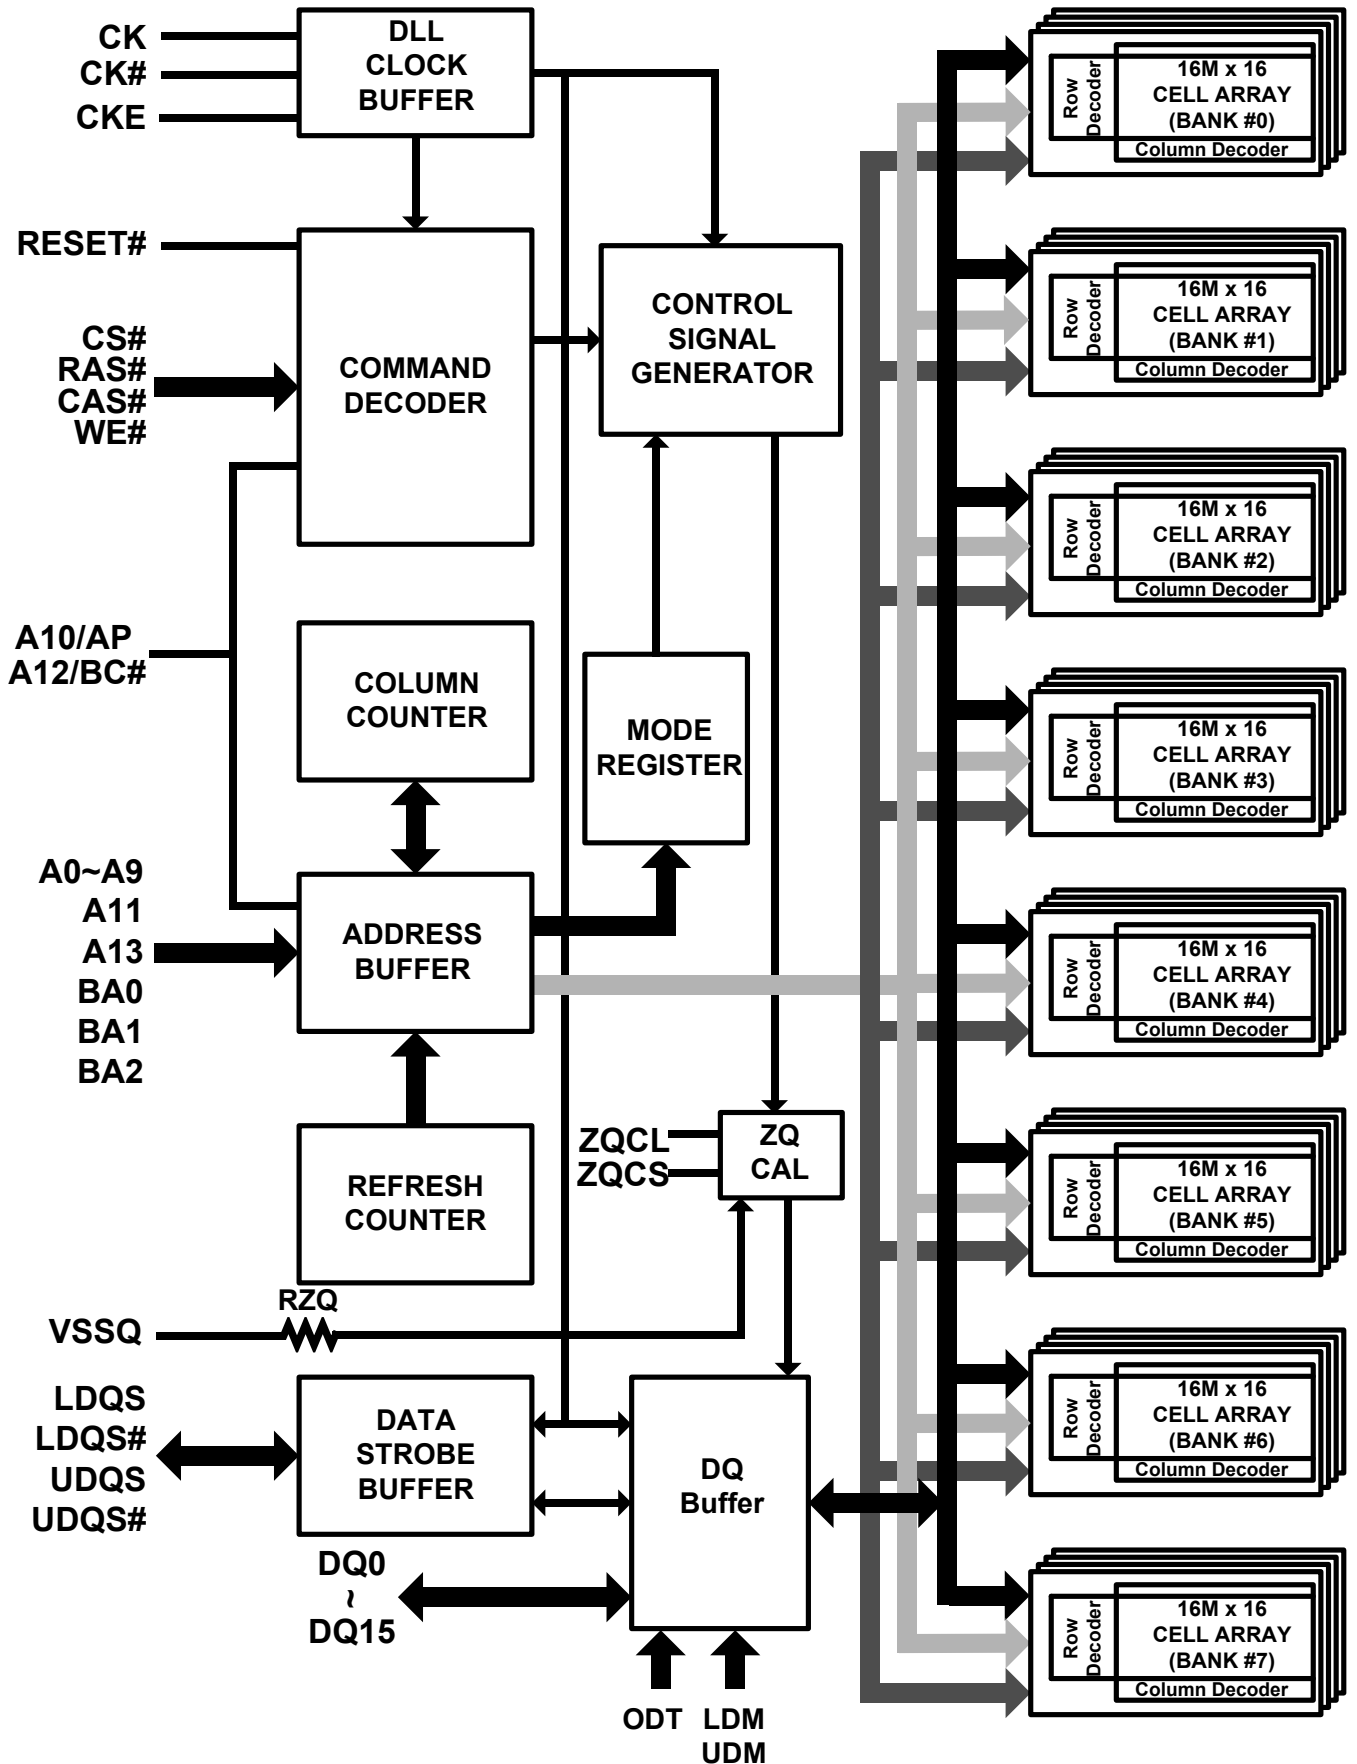 CK
CK#
CKE
DLL
CLOCK
BUFFER
RESET#
CS#
RAS#
CAS#
WE#
COMMAND
DECODER
CONTROL
SIGNAL
GENERATOR
A10/AP
A12/BC#
COLUMN
COUNTER
MODE
REGISTER
A0~A9
A11
A13
BA0
BA1
BA2
ADDRESS
BUFFER
REFRESH
COUNTER
ZQCL
ZQCS
ZQ
CAL
VSSQ
RZQ
LDQS
LDQS#
UDQS
UDQS#
DATA
STROBE
BUFFER
DQ
Buffer
DQ0
~
DQ15
ODT
LDM
UDM
Row
Decoder
16M x 16
CELL ARRAY
(BANK #0)
Column Decoder
Row
Decoder
16M x 16
CELL ARRAY
(BANK #1)
Column Decoder
Row
Decoder
16M x 16
CELL ARRAY
(BANK #2)
Column Decoder
Row
Decoder
16M x 16
CELL ARRAY
(BANK #3)
Column Decoder
Row
Decoder
16M x 16
CELL ARRAY
(BANK #4)
Column Decoder
Row
Decoder
16M x 16
CELL ARRAY
(BANK #5)
Column Decoder
Row
Decoder
16M x 16
CELL ARRAY
(BANK #6)
Column Decoder
Row
Decoder
16M x 16
CELL ARRAY
(BANK #7)
Column Decoder